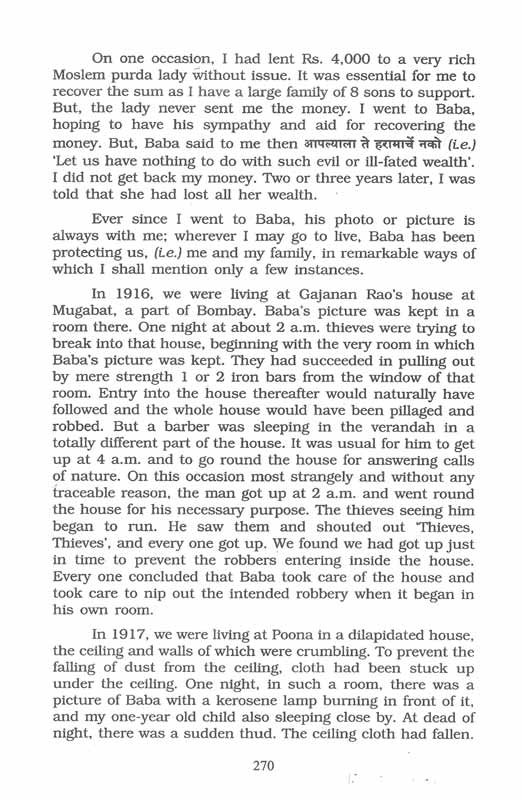 On one occasion, I had lent Rs. 4,000 to a very rich
Moslem purda lady without issue. It was essential for me to
recover the sum as I have a large family of 8 sons to support.
But, the lady never sent me the money. I went to Baba,
hoping to have his sympathy and aid for recovering the
money. But, Baba said to me then आपल्याला ते हरामाचें नको (i.e.)
'Let us have nothing to do with such evil or ill-fated wealth'.
I did not get back my money. Two or three years later, I was
told that she had lost all her wealth.
Ever since I went to Baba, his photo or picture is
always with me; wherever I may go to live, Baba has been
protecting us, (i.e.) me and my family, in remarkable ways of
which I shall mention only a few instances.
In 1916, we were living at Gajanan Rao's house at
Mugabat, a part of Bombay. Baba's picture was kept in a
room there. One night at about 2 a.m. thieves were trying to
break into that house, beginning with the very room in which
Baba's picture was kept. They had succeeded in pulling out
by mere strength 1 or 2 iron bars from the window of that
room. Entry into the house thereafter would naturally have
followed and the whole house would have been pillaged and
robbed. But a barber was sleeping in the verandah in a
totally different part of the house. It was usual for him to get
up at 4 a.m. and to go round the house for answering calls
of nature. On this occasion most strangely and without any
traceable reason, the man got up at 2 a.m. and went round
the house for his necessary purpose. The thieves seeing him
began to run. He saw them and shouted out 'Thieves,
Thieves', and every one got up. We found we had got up just
in time to prevent the robbers entering inside the house.
Every one concluded that Baba took care of the house and
took care to nip out the intended robbery when it began in
his own room.
In 1917, we were living at Poona in a dilapidated house,
the ceiling and walls of which were crumbling. To prevent the
falling of dust from the ceiling, cloth had been stuck up
under the ceiling. One night, in such a room, there was a
picture of Baba with a kerosene lamp burning in front of it,
and my one-year old child also sleeping close by. At dead of
night, there was a sudden thud. The ceiling cloth had fallen.
270